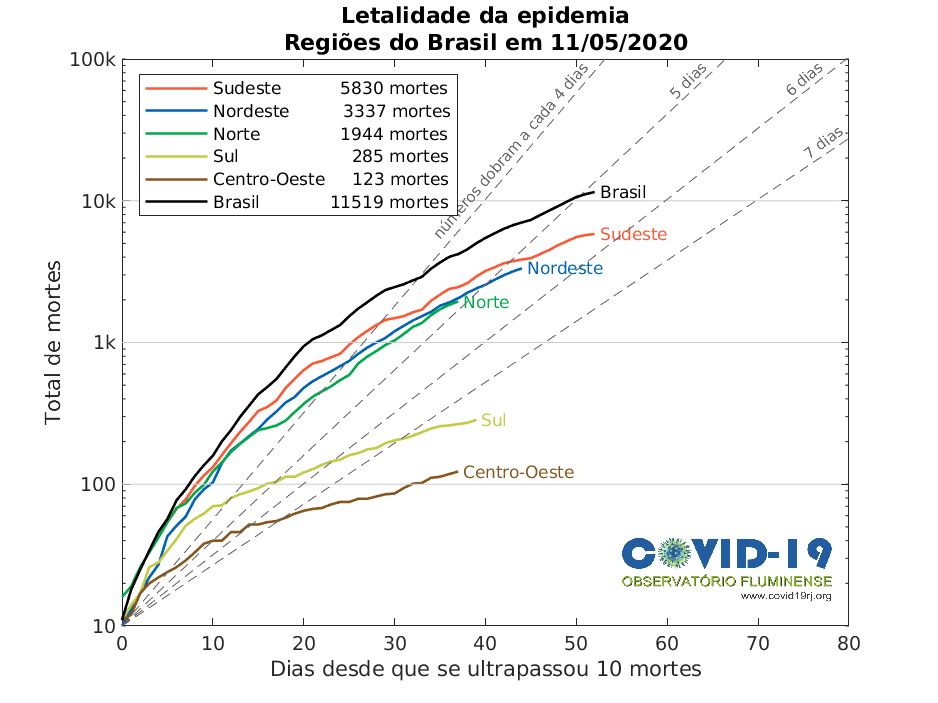 Letalidade da epidemia
Regiões do Brasil em 11/05/2020
Total de mortes
100k
10k
1k
100
10
Sudeste 5830 mortes
Nordeste 3337 mortes
Norte 1944 mortes
Sul 285 mortes
Centro-Oeste 123 mortes
Brasil 11519 mortes
números dobram a cada 4 dias
5 dias
6 dias
7 dias
Brasil
Sudeste
Nordeste
Norte
Sul
Centro-Oeste
COVID-19
OBSERVATÓRIO FLUMINENSE
www.covid19rj.org
0 10 20 30 40 50 60 70 80
Dias desde que se ultrapassou 10 mortes